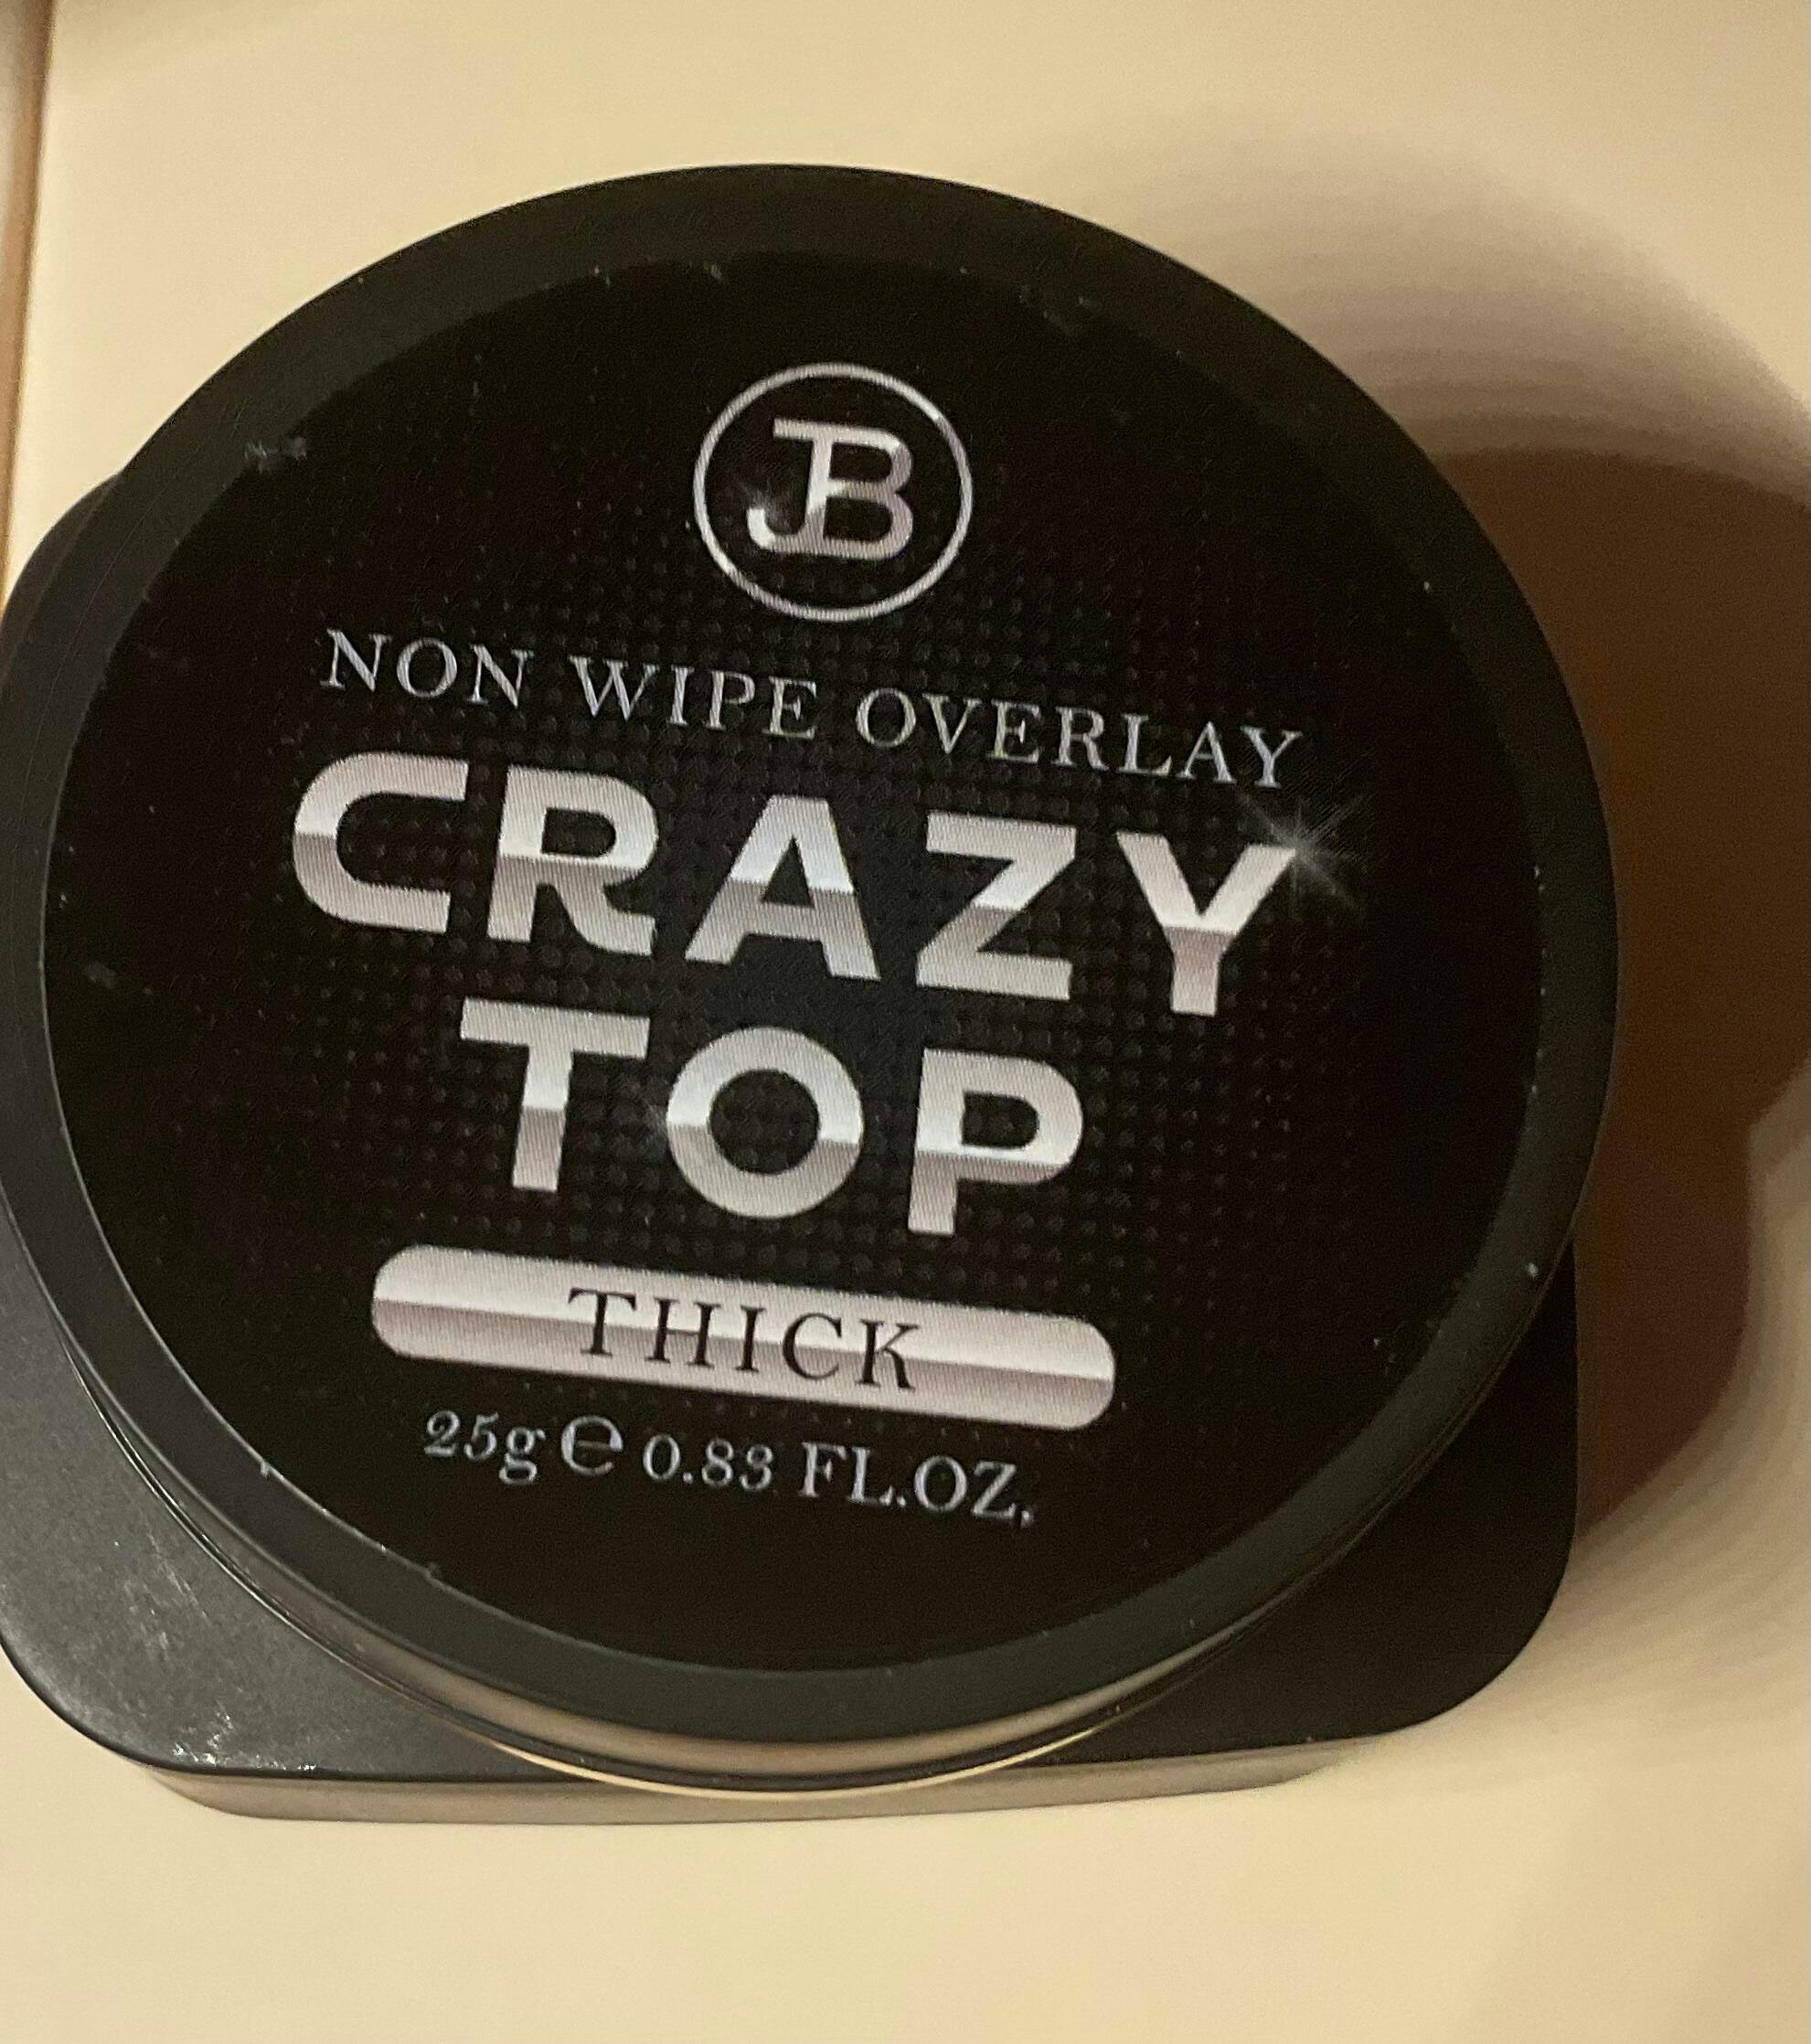 JB
NON WIPE OVERLAY
CRAZY
TOP
THICK
25g ℮ 0.83 FL.OZ.